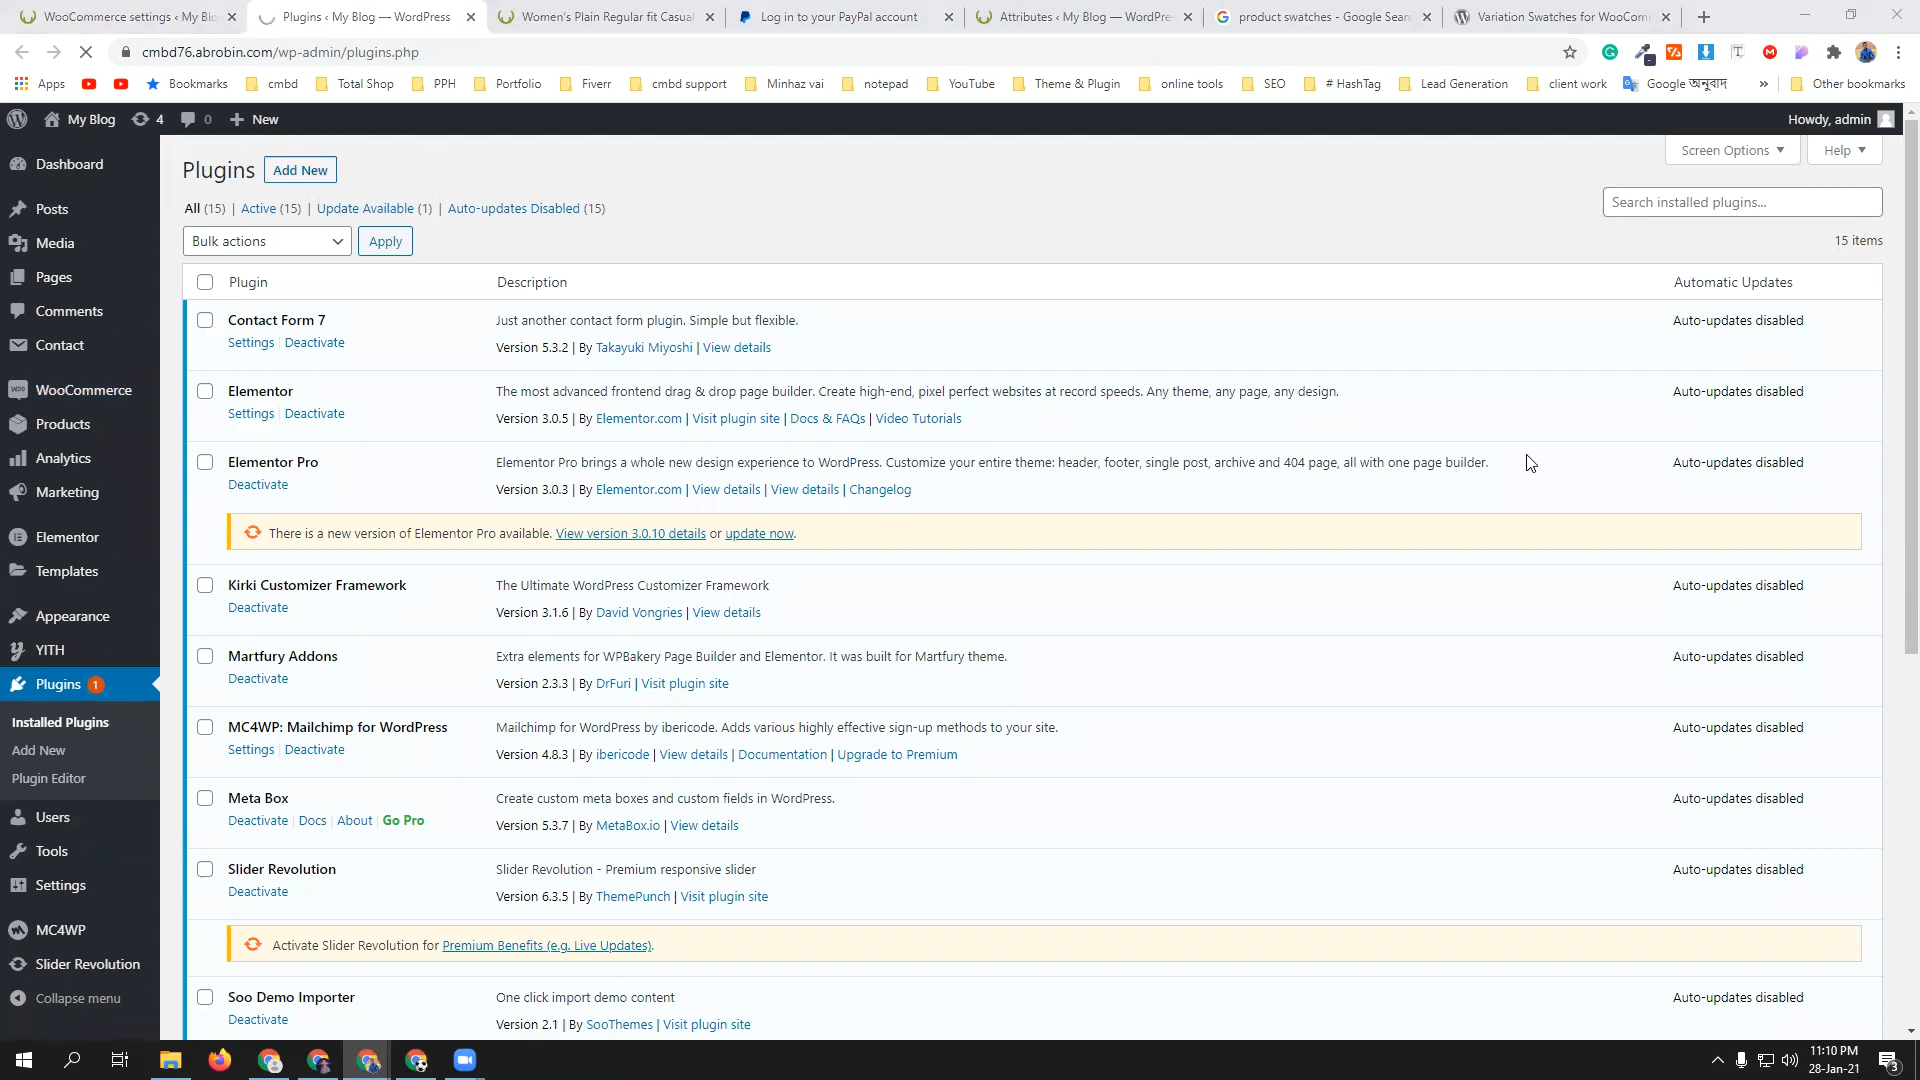 WooCommerce settings ‹ My Blo
Plugins ‹ My Blog — WordPress
Women's Plain Regular fit Casual
Log in to your PayPal account
Attributes ‹ My Blog — WordPre
product swatches - Google Sear
Variation Swatches for WooCom
cmbd76.abrobin.com/wp-admin/plugins.php
Apps
Bookmarks
cmbd
Total Shop
PPH
Portfolio
Fiverr
cmbd support
Minhaz vai
notepad
YouTube
Theme & Plugin
online tools
SEO
# HashTag
Lead Generation
client work
Google অনুবাদ
»
Other bookmarks
My Blog
4
0
New
Howdy, admin
Dashboard
Posts
Media
Pages
Comments
Contact
WooCommerce
Products
Analytics
Marketing
Elementor
Templates
Appearance
YITH
Plugins 1
Installed Plugins
Add New
Plugin Editor
Users
Tools
Settings
MC4WP
Slider Revolution
Collapse menu
Screen Options
Help
Plugins
Add New
All (15) | Active (15) | Update Available (1) | Auto-updates Disabled (15)
Search installed plugins...
Bulk actions
Apply
15 items
Plugin
Description
Automatic Updates
Contact Form 7
Settings | Deactivate
Just another contact form plugin. Simple but flexible.
Version 5.3.2 | By Takayuki Miyoshi | View details
Auto-updates disabled
Elementor
Settings | Deactivate
The most advanced frontend drag & drop page builder. Create high-end, pixel perfect websites at record speeds. Any theme, any page, any design.
Version 3.0.5 | By Elementor.com | Visit plugin site | Docs & FAQs | Video Tutorials
Auto-updates disabled
Elementor Pro
Deactivate
Elementor Pro brings a whole new design experience to WordPress. Customize your entire theme: header, footer, single post, archive and 404 page, all with one page builder.
Version 3.0.3 | By Elementor.com | View details | View details | Changelog
Auto-updates disabled
There is a new version of Elementor Pro available. View version 3.0.10 details or update now.
Kirki Customizer Framework
Deactivate
The Ultimate WordPress Customizer Framework
Version 3.1.6 | By David Vongries | View details
Auto-updates disabled
Martfury Addons
Deactivate
Extra elements for WPBakery Page Builder and Elementor. It was built for Martfury theme.
Version 2.3.3 | By DrFuri | Visit plugin site
Auto-updates disabled
MC4WP: Mailchimp for WordPress
Settings | Deactivate
Mailchimp for WordPress by ibericode. Adds various highly effective sign-up methods to your site.
Version 4.8.3 | By ibericode | View details | Documentation | Upgrade to Premium
Auto-updates disabled
Meta Box
Deactivate | Docs | About | Go Pro
Create custom meta boxes and custom fields in WordPress.
Version 5.3.7 | By MetaBox.io | View details
Auto-updates disabled
Slider Revolution
Deactivate
Slider Revolution - Premium responsive slider
Version 6.3.5 | By ThemePunch | Visit plugin site
Auto-updates disabled
Activate Slider Revolution for Premium Benefits (e.g. Live Updates).
Soo Demo Importer
Deactivate
One click import demo content
Version 2.1 | By SooThemes | Visit plugin site
Auto-updates disabled
11:10 PM
28-Jan-21
3